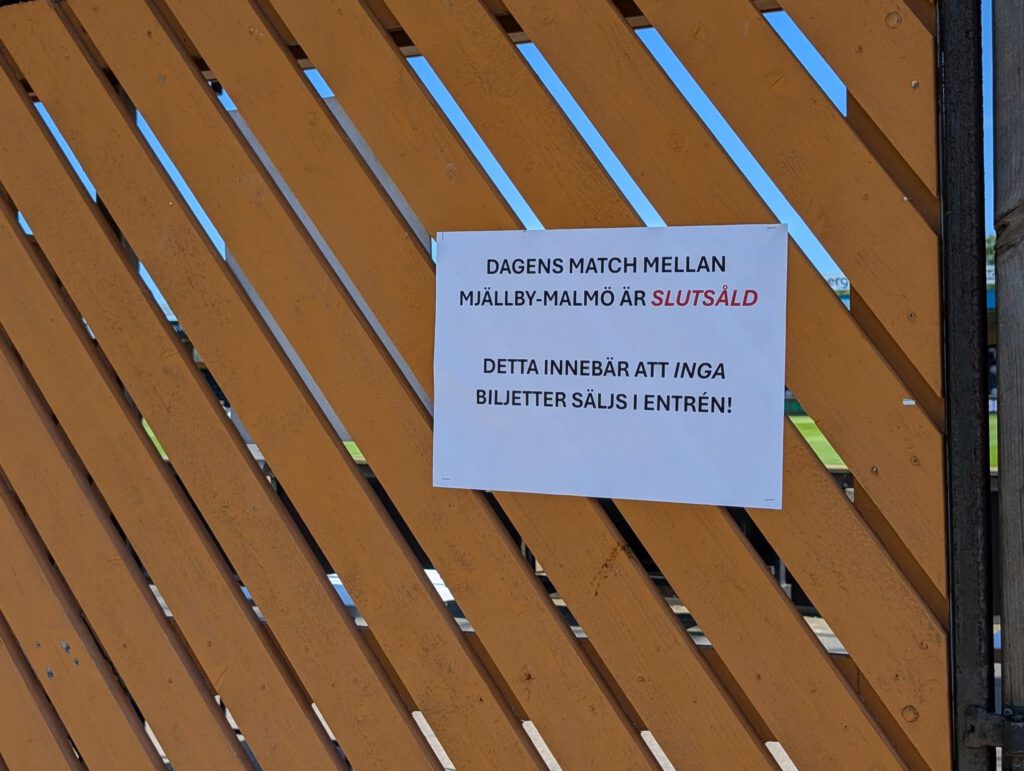 DAGENS MATCH MELLAN
MJÄLLBY-MALMÖ ÄR SLUTSÅLD
DETTA INNEBÄR ATT INGA
BILJETTER SÄLJS I ENTRÉN!